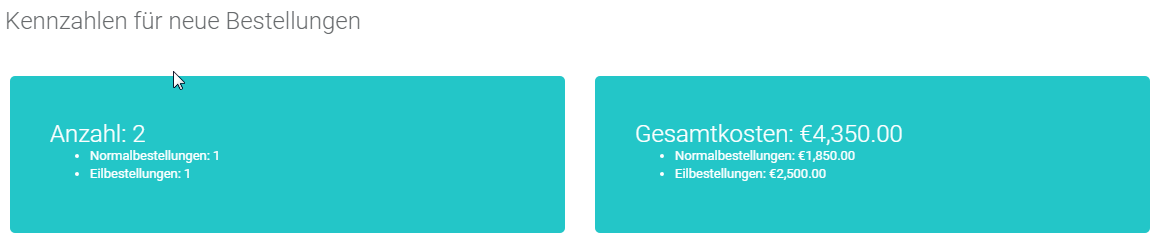 Kennzahlen für neue Bestellungen
Anzahl: 2
Normalbestellungen: 1
Eilbestellungen: 1
Gesamtkosten: €4,350.00
Normalbestellungen: €1,850.00
Eilbestellungen: €2,500.00